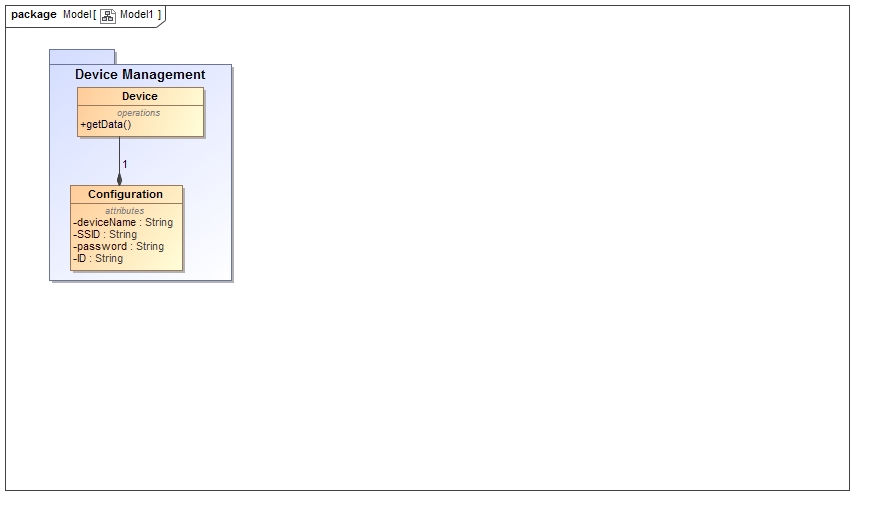 package Model[ Model1 ]
Device Management
Device
operations
+getData()
1
Configuration
attributes
-deviceName : String
-SSID : String
-password : String
-ID : String